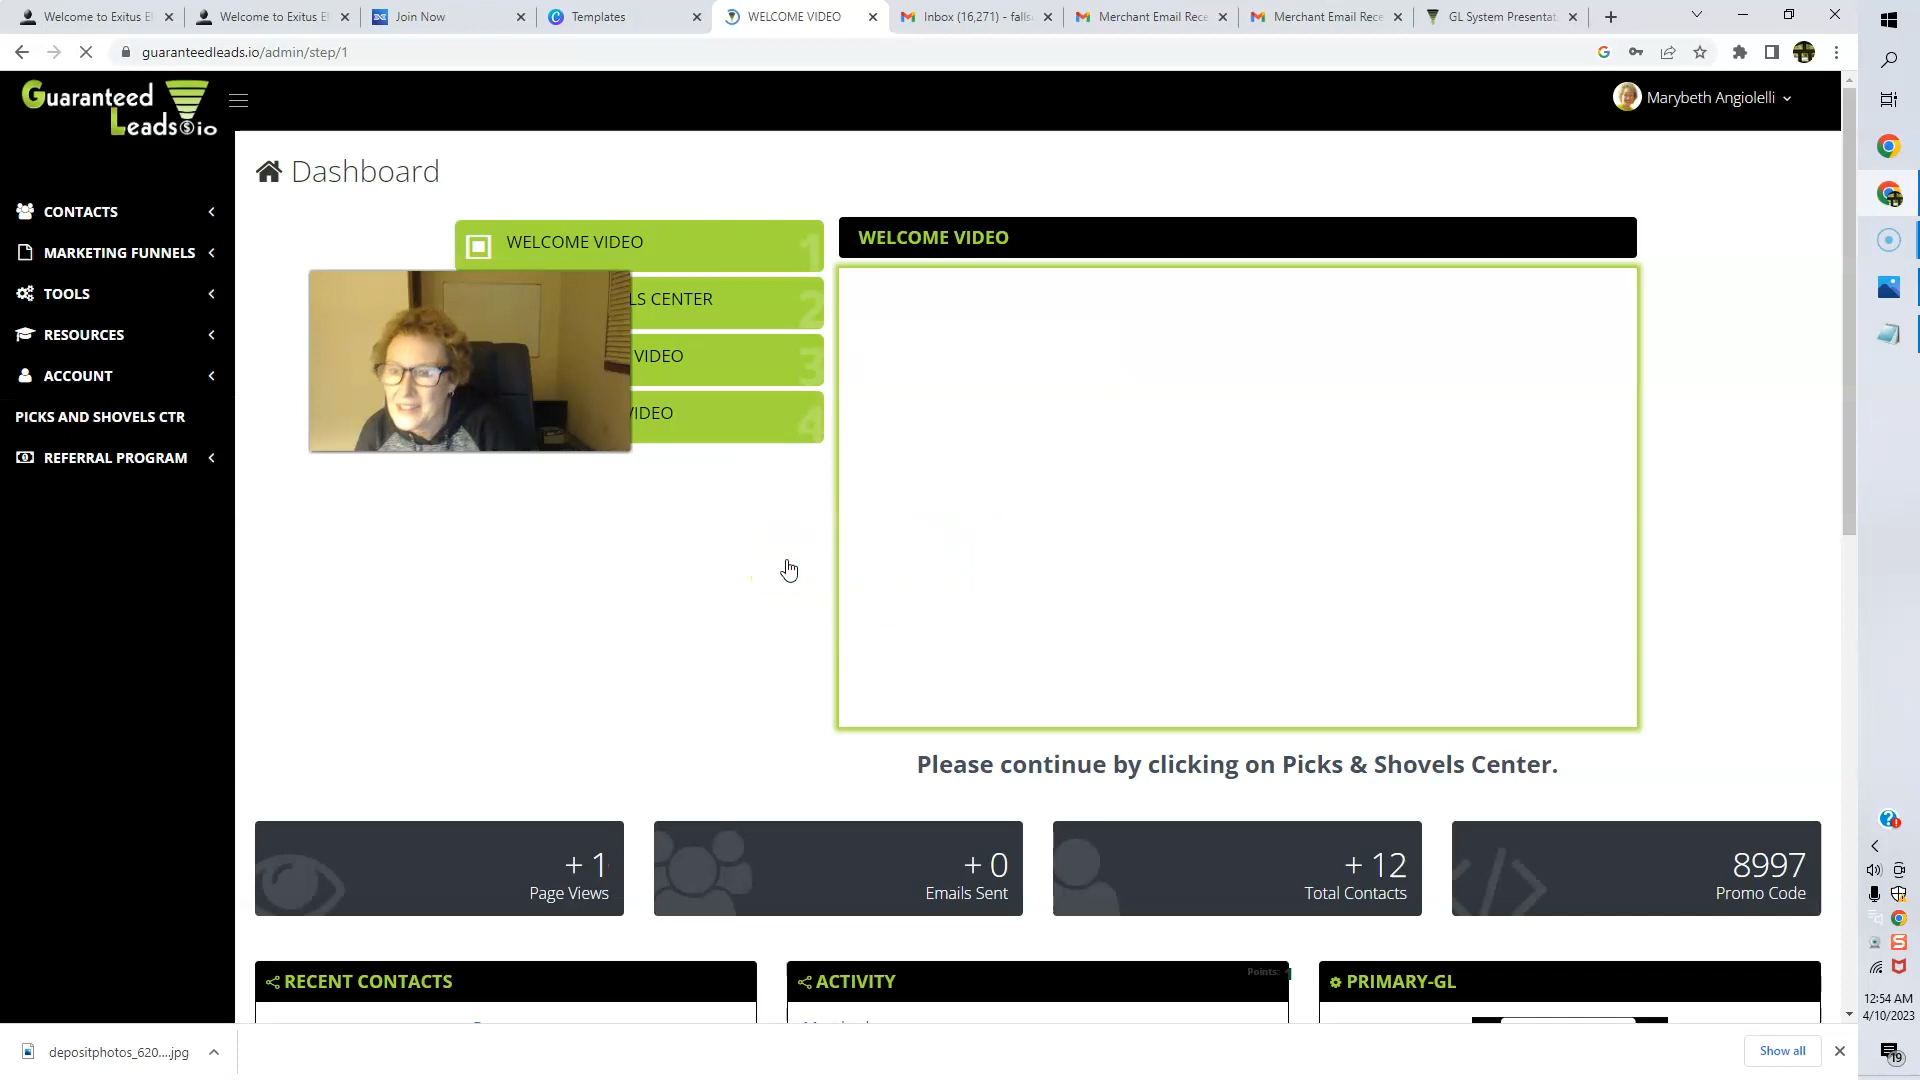 Welcome to Exitus El
Welcome to Exitus El
Join Now
Templates
WELCOME VIDEO
Inbox (16,271) - falls
Merchant Email Rece
Merchant Email Rece
GL System Presentat
guaranteedleads.io/admin/step/1
Guaranteed
Leads.io
Marybeth Angiolelli
Dashboard
CONTACTS
MARKETING FUNNELS
TOOLS
RESOURCES
ACCOUNT
PICKS AND SHOVELS CTR
REFERRAL PROGRAM
WELCOME VIDEO 1
LS CENTER 2
VIDEO 3
VIDEO 4
WELCOME VIDEO
Please continue by clicking on Picks & Shovels Center.
+ 1
Page Views
+ 0
Emails Sent
+ 12
Total Contacts
8997
Promo Code
RECENT CONTACTS
ACTIVITY
Points:
PRIMARY-GL
depositphotos_620....jpg
Show all
12:54 AM
4/10/2023
19